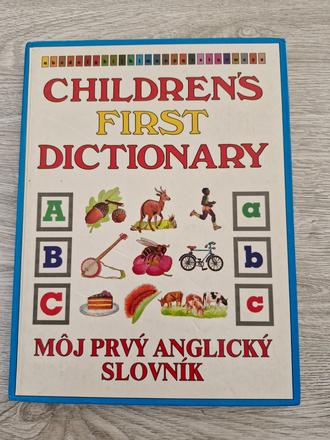 CHILDREN'S
FIRST
DICTIONARY
A a
B b
C c
MÔJ PRVÝ ANGLICKÝ
SLOVNÍK